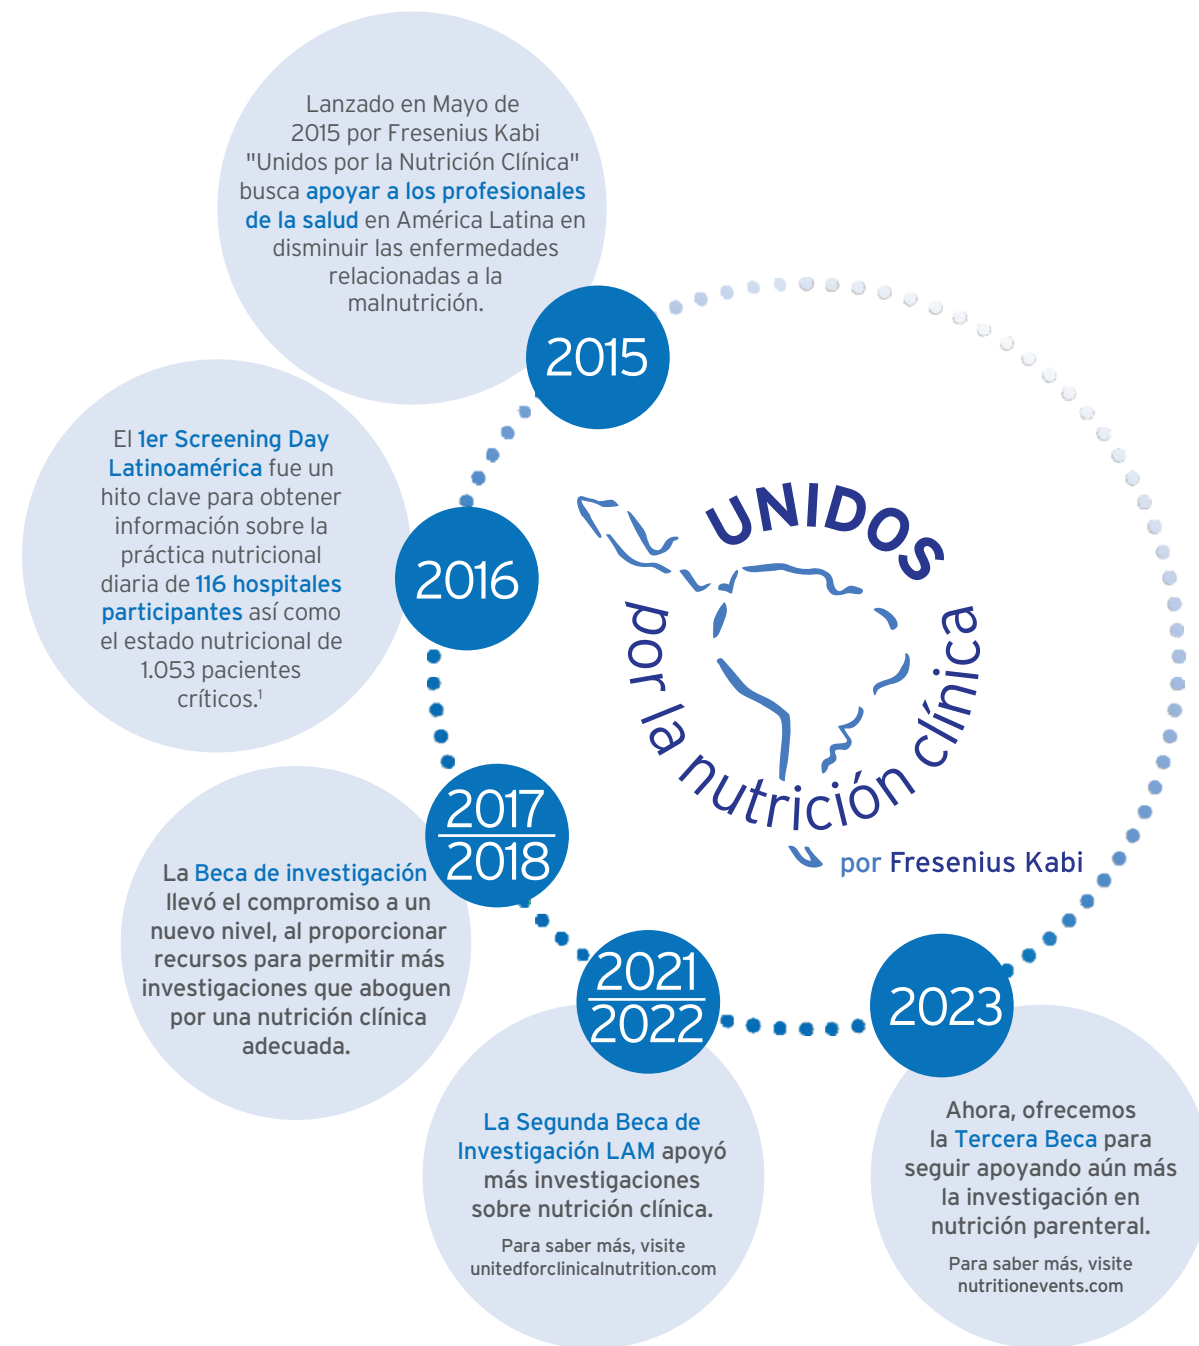 Lanzado en Mayo de
2015 por Fresenius Kabi
"Unidos por la Nutrición Clínica"
busca apoyar a los profesionales
de la salud en América Latina en
disminuir las enfermedades
relacionadas a la
malnutrición.
2015
El 1er Screening Day
Latinoamérica fue un
hito clave para obtener
información sobre la
práctica nutricional
diaria de 116 hospitales
participantes así como
el estado nutricional de
1.053 pacientes
críticos.¹
2016
UNIDOS
por la nutrición clínica
por Fresenius Kabi
2017
2018
La Beca de investigación
llevó el compromiso a un
nuevo nivel, al proporcionar
recursos para permitir más
investigaciones que aboguen
por una nutrición clínica
adecuada.
2021
2022
La Segunda Beca de
Investigación LAM apoyó
más investigaciones
sobre nutrición clínica.
Para saber más, visite
unitedforclinicalnutrition.com
2023
Ahora, ofrecemos
la Tercera Beca para
seguir apoyando aún más
la investigación en
nutrición parenteral.
Para saber más, visite
nutritionevents.com